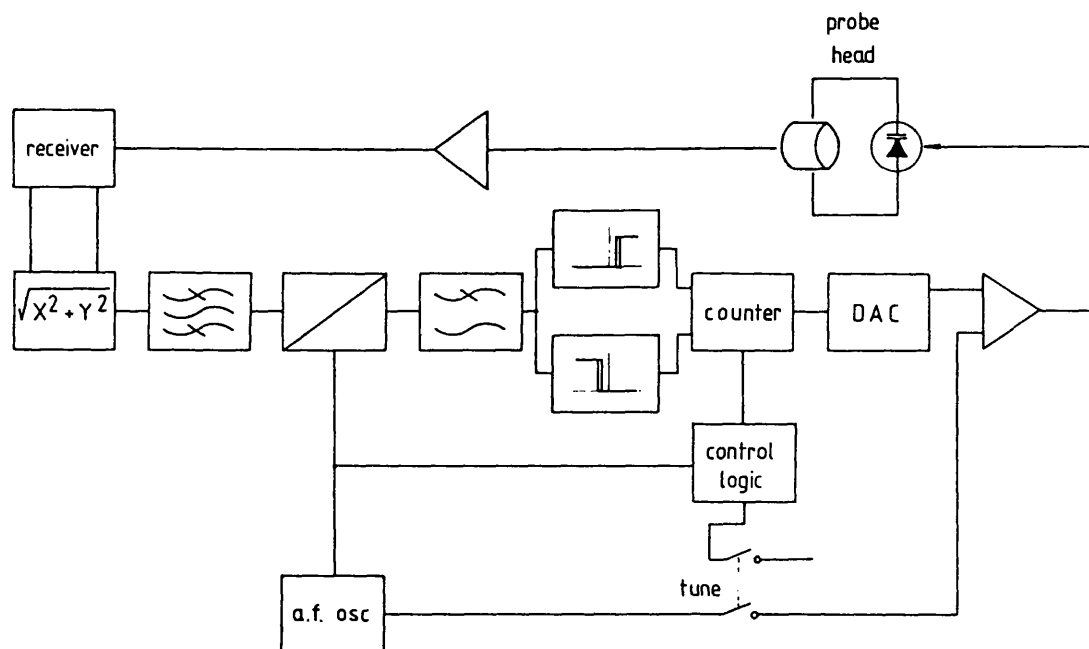 probe
head
receiver
√X² + Y²
counter
DAC
control
logic
tune
a.f. osc